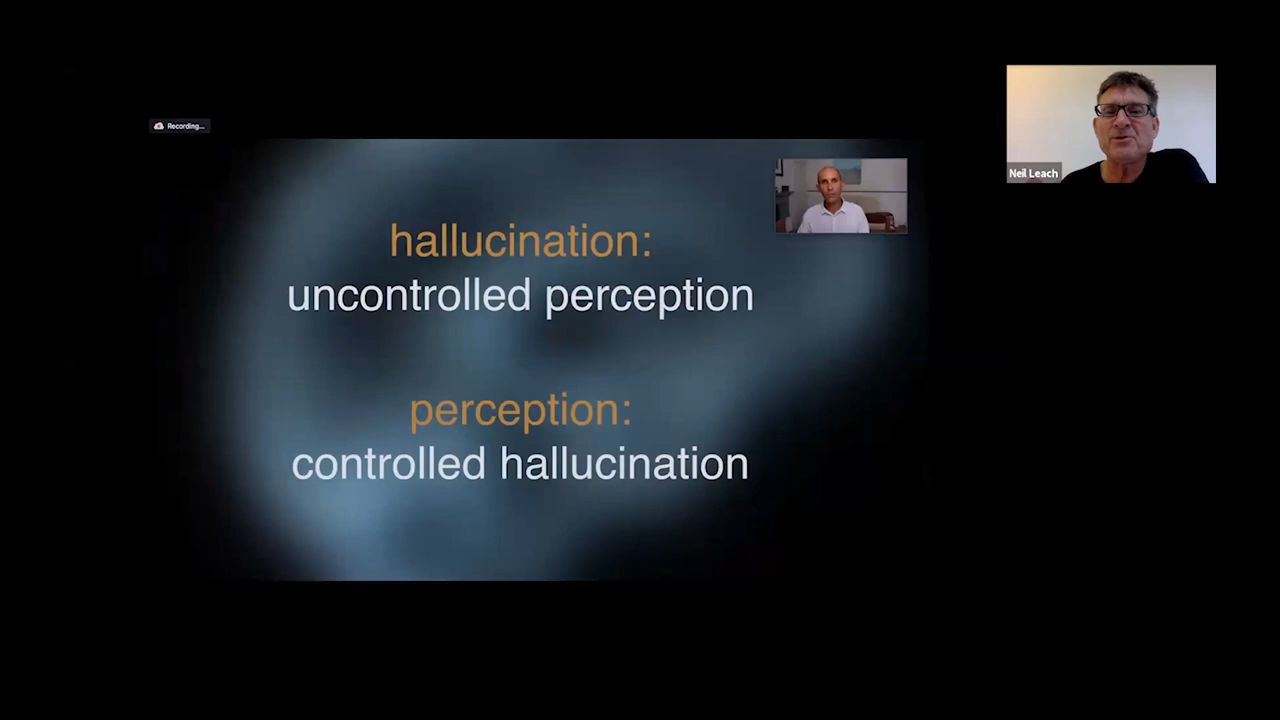 Recording...
hallucination:
uncontrolled perception
perception:
controlled hallucination
Neil Leach